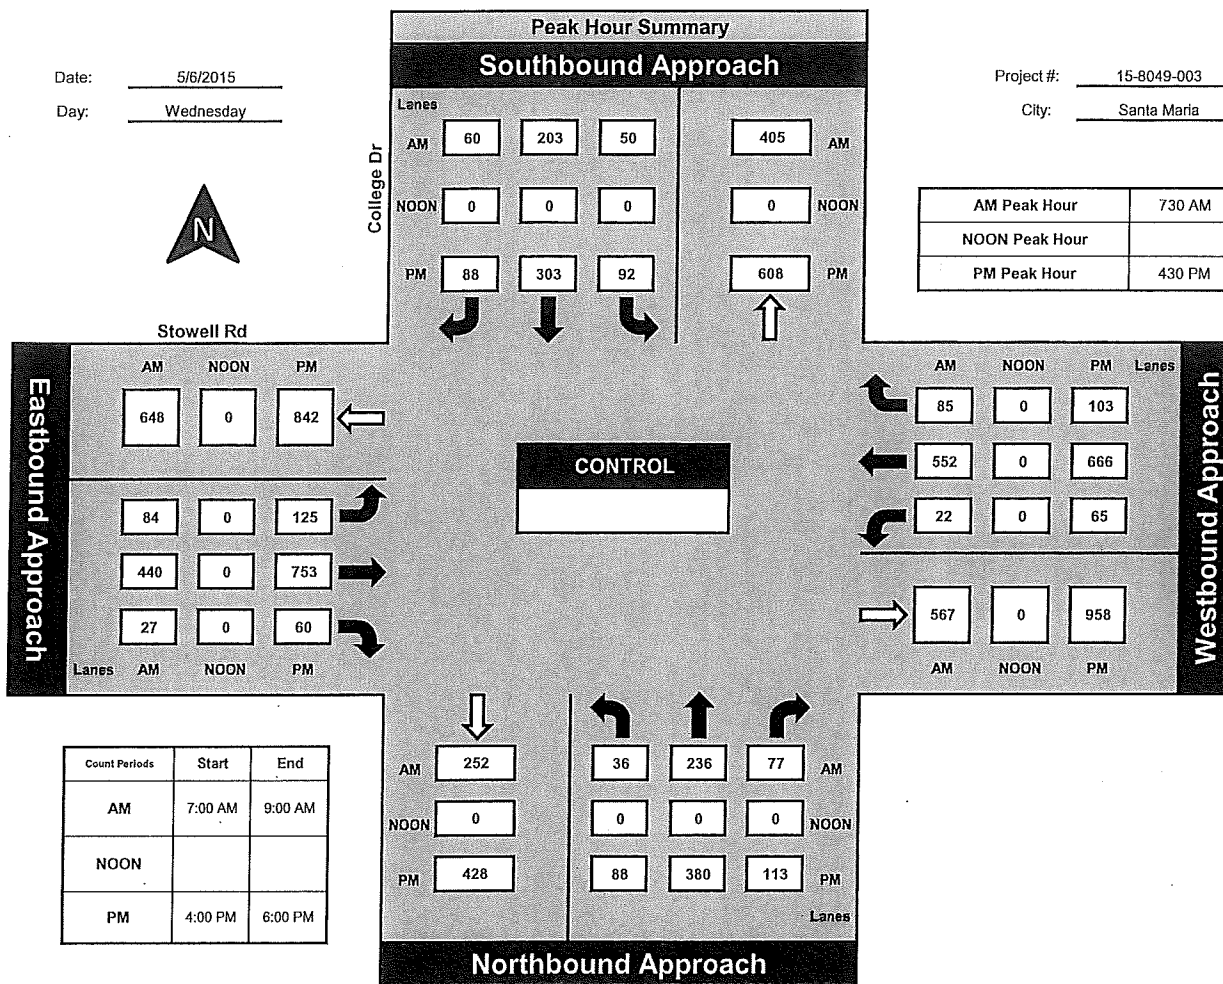 Peak Hour Summary
Southbound Approach
Date: 5/6/2015
Day: Wednesday
Project #: 15-8049-003
City: Santa Maria
N
College Dr
Lanes
AM 60 203 50 405 AM
NOON 0 0 0 0 NOON
PM 88 303 92 608 PM
AM Peak Hour 730 AM
NOON Peak Hour
PM Peak Hour 430 PM
Stowell Rd
Eastbound Approach
AM NOON PM
648 0 842
84 0 125
440 0 753
27 0 60
Lanes AM NOON PM
CONTROL
AM NOON PM Lanes
85 0 103
552 0 666
22 0 65
567 0 958
AM NOON PM
Westbound Approach
Count Periods Start End
AM 7:00 AM 9:00 AM
NOON
PM 4:00 PM 6:00 PM
AM 252 36 236 77 AM
NOON 0 0 0 0 NOON
PM 428 88 380 113 PM
Lanes
Northbound Approach